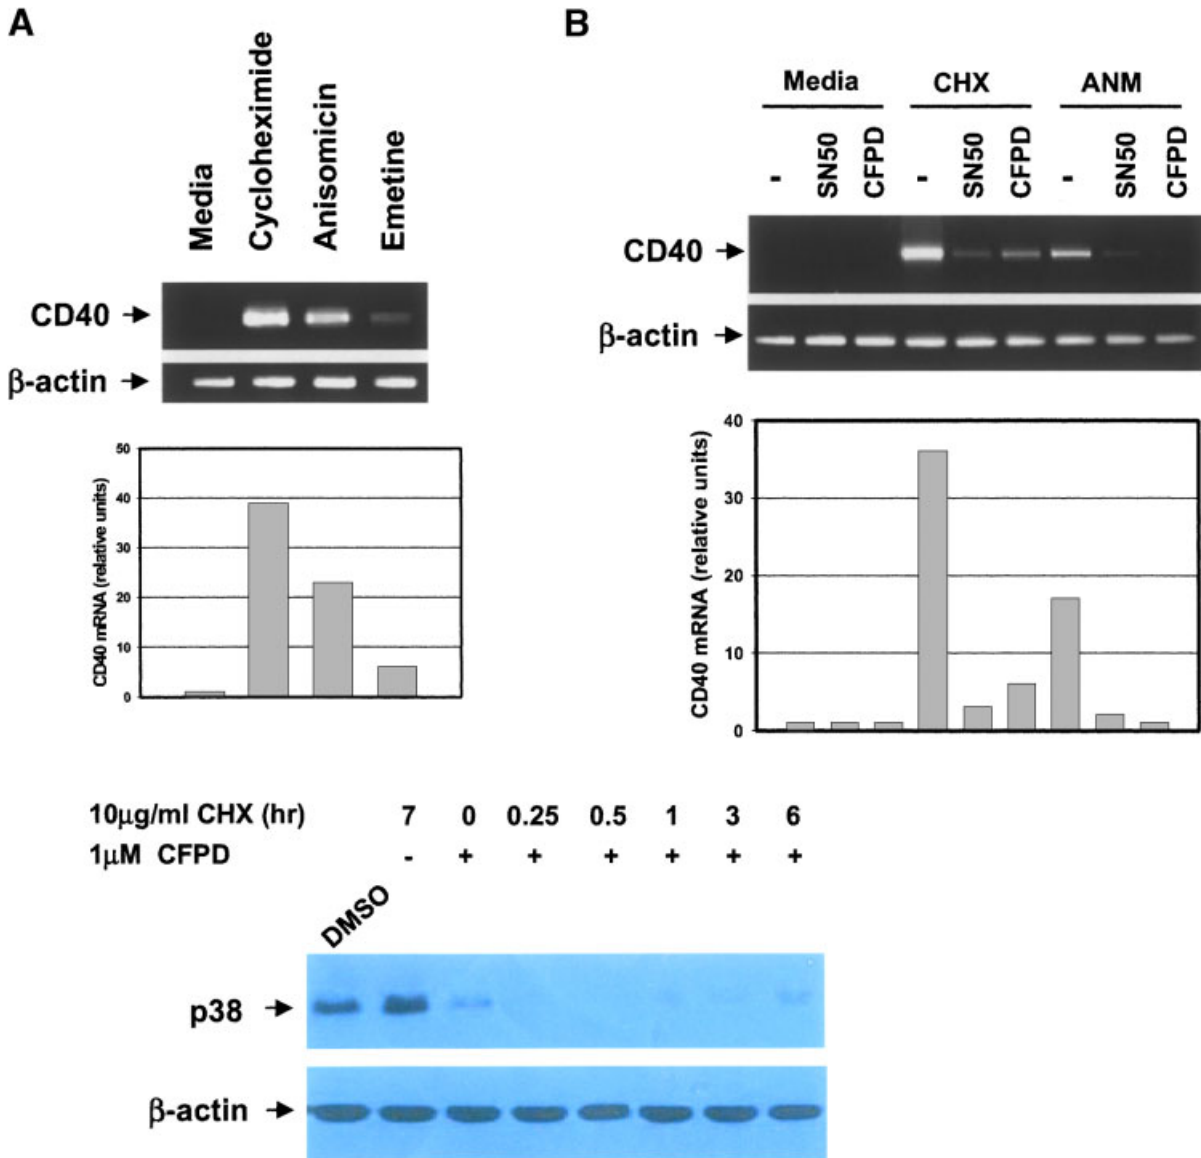 A
Media
Cycloheximide
Anisomicin
Emetine
CD40
β-actin
CD40 mRNA (relative units)
50
40
30
20
10
0
B
Media CHX ANM
- SN50 CFPD - SN50 CFPD - SN50 CFPD
CD40
β-actin
CD40 mRNA (relative units)
40
30
20
10
0
10μg/ml CHX (hr) 7 0 0.25 0.5 1 3 6
1μM CFPD - + + + + + +
DMSO
p38
β-actin